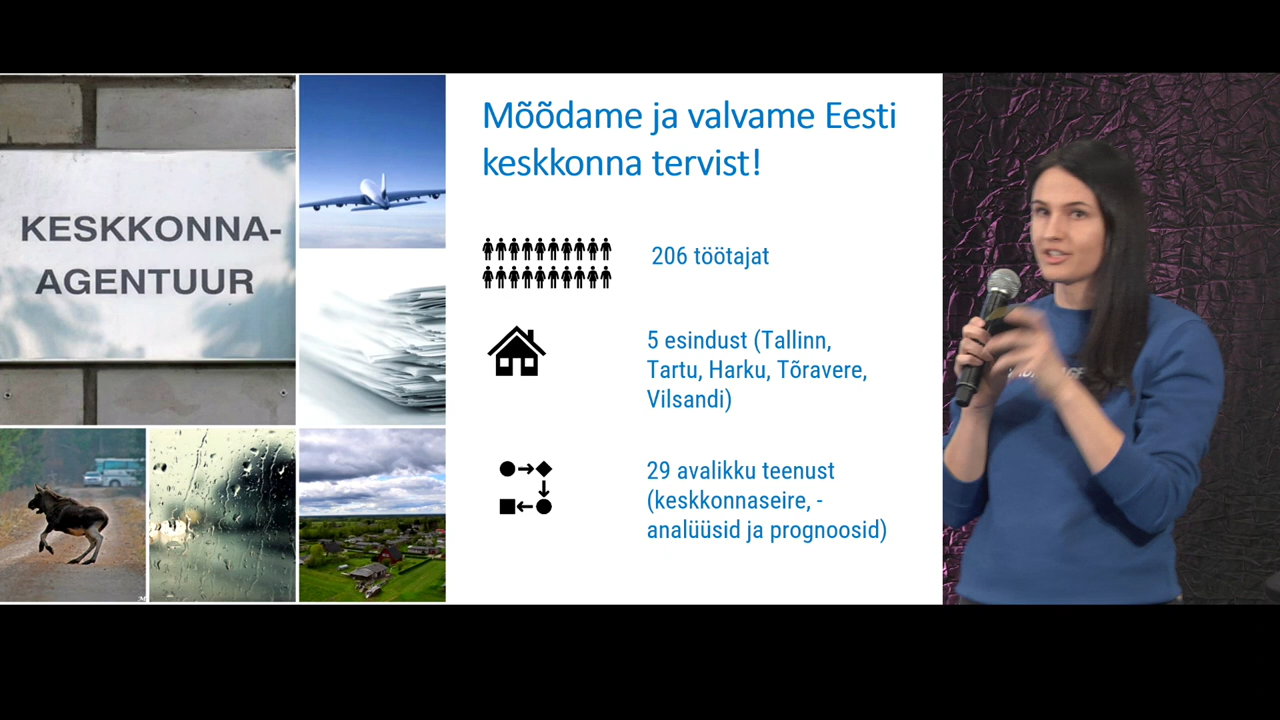 KESKKONNA-
AGENTUUR
Mõõdame ja valvame Eesti
keskkonna tervist!
206 töötajat
5 esindust (Tallinn,
Tartu, Harku, Tõravere,
Vilsandi)
29 avalikku teenust
(keskkonnaseire, -
analüüsid ja prognoosid)